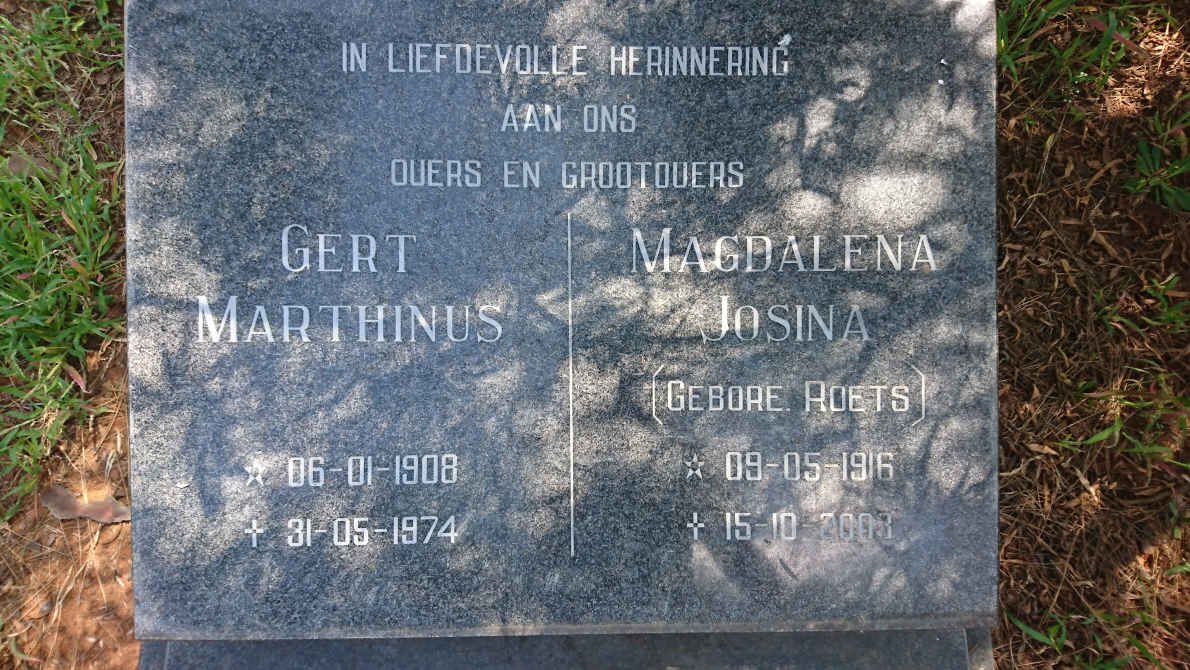 IN LIEFDEVOLLE HERINNERING
AAN ONS
OUERS EN GROOTOUERS
GERT
MARTHINUS
☆ 06-01-1908
✝ 31-05-1974
MAGDALENA
JOSINA
(GEBORE ROETS)
☆ 09-05-1916
✝ 15-10-2003